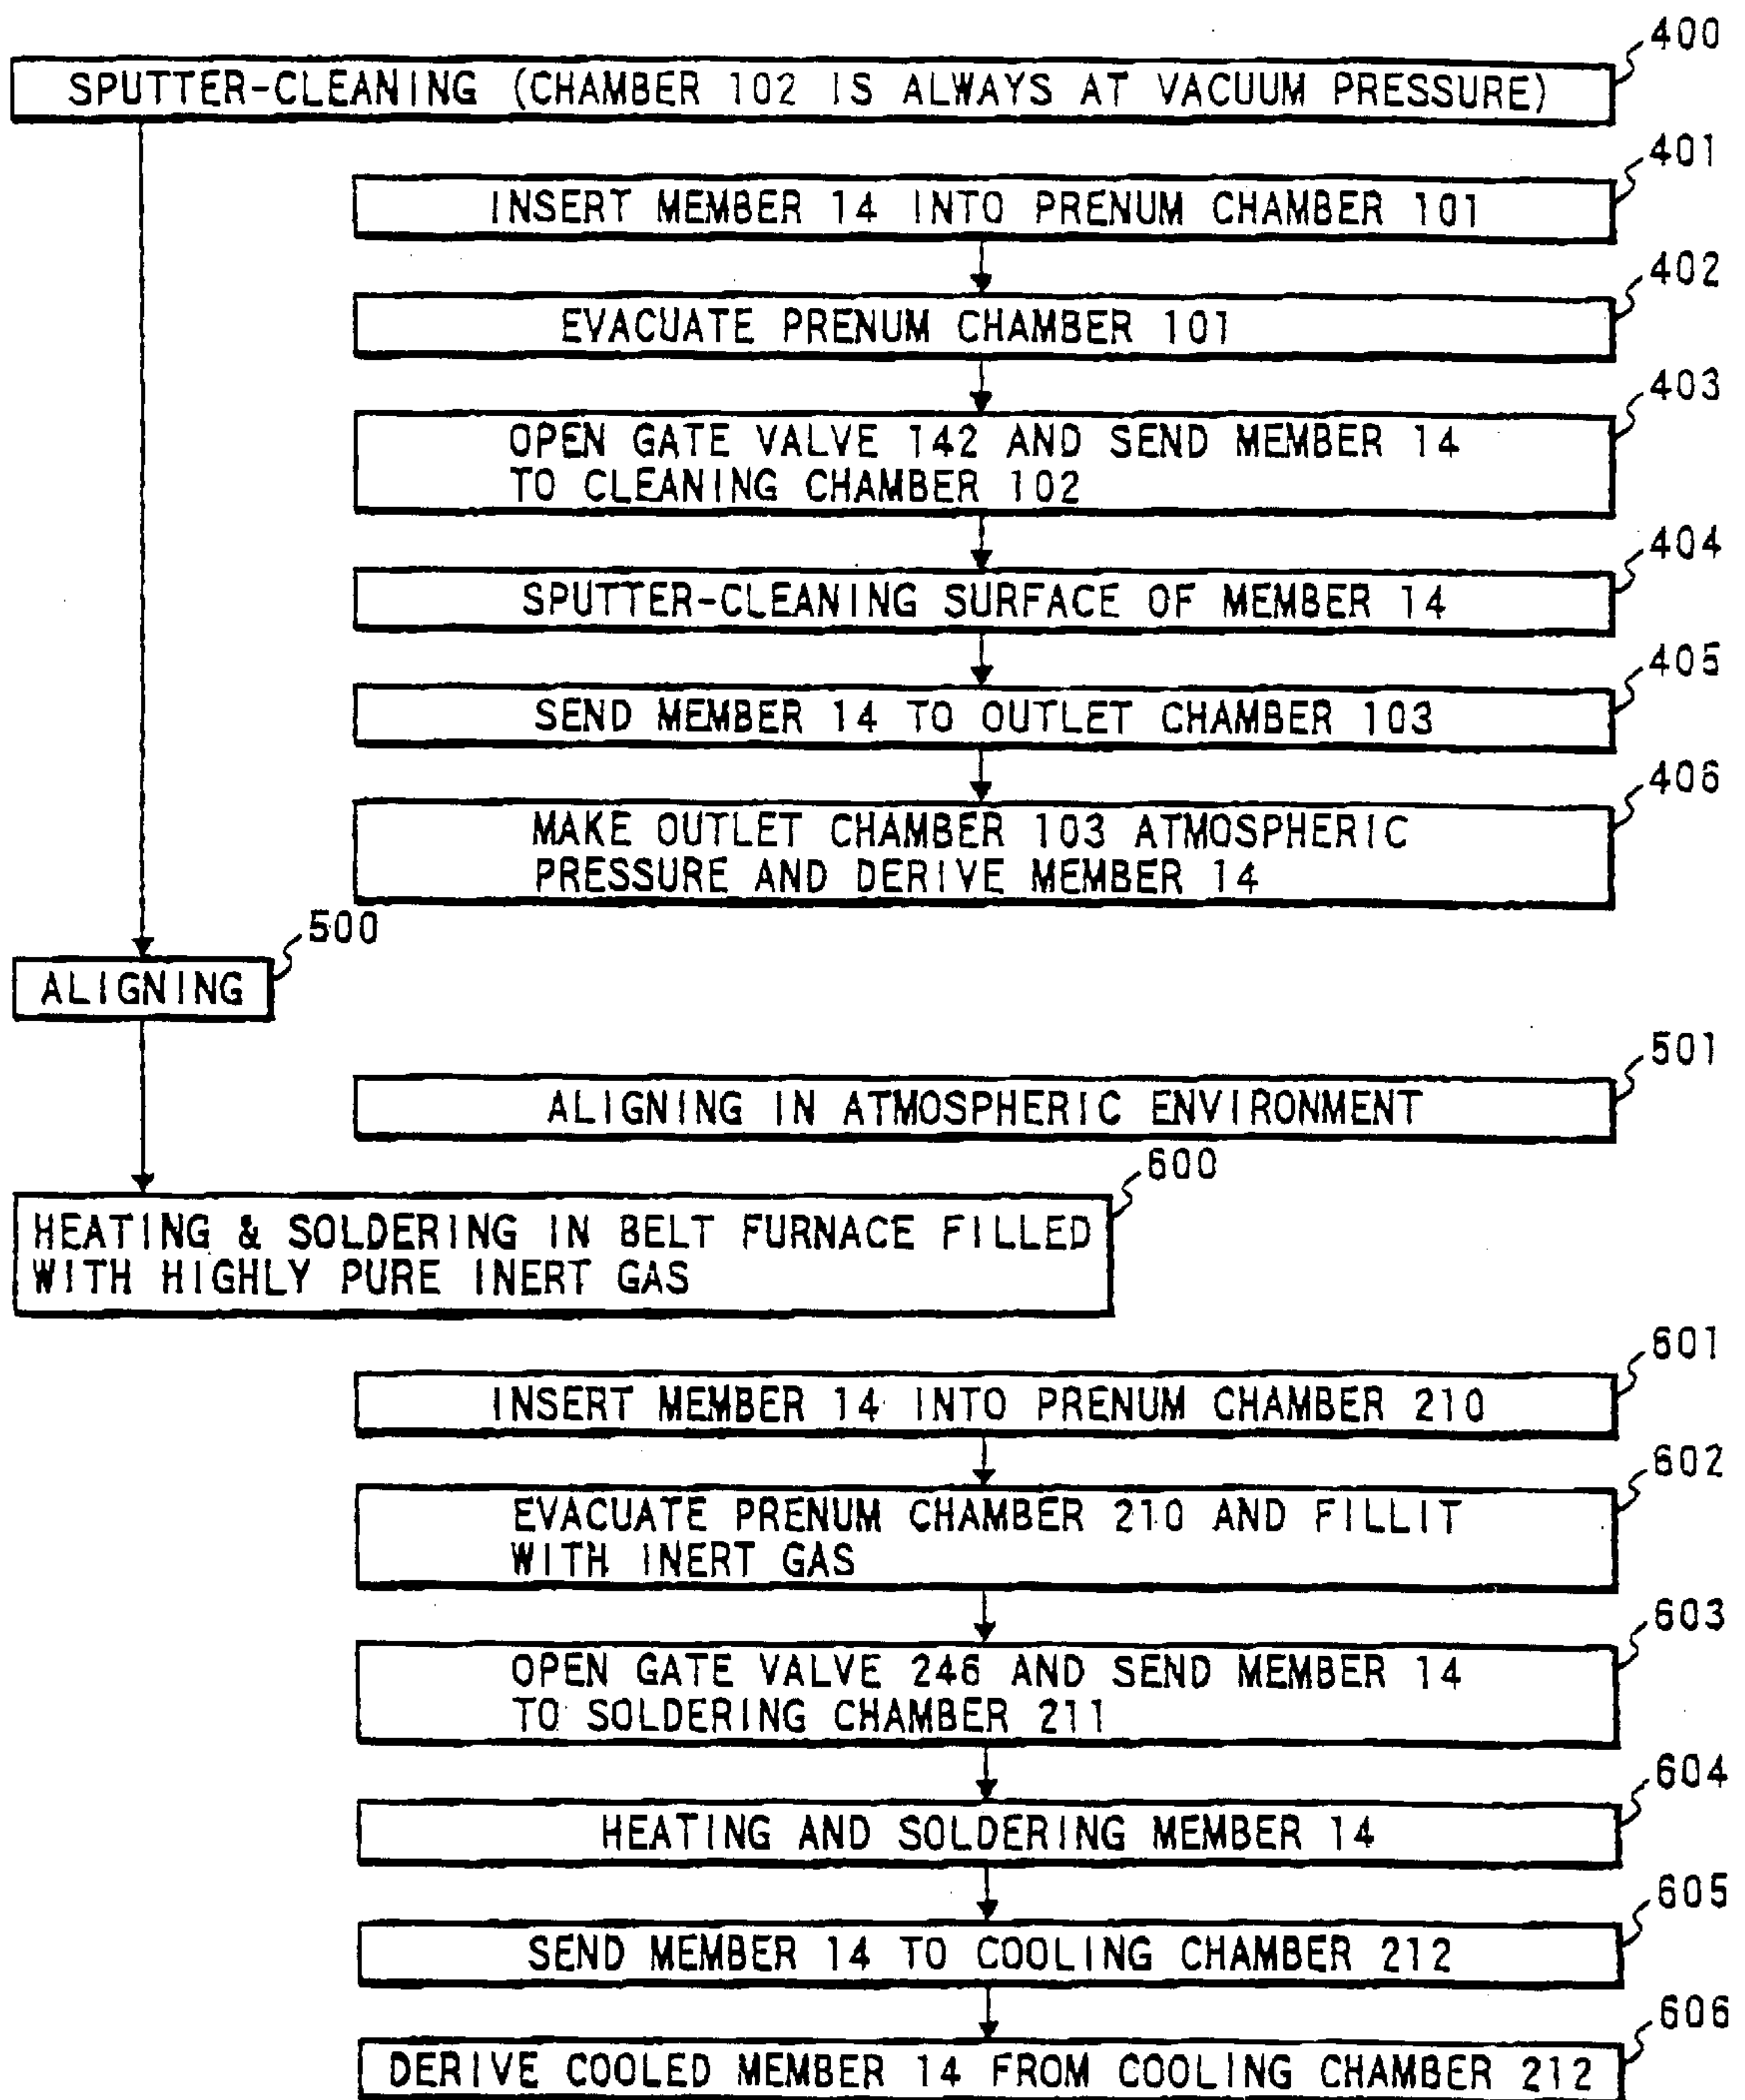 400
SPUTTER-CLEANING (CHAMBER 102 IS ALWAYS AT VACUUM PRESSURE)
401
INSERT MEMBER 14 INTO PRENUM CHAMBER 101
402
EVACUATE PRENUM CHAMBER 101
403
OPEN GATE VALVE 142 AND SEND MEMBER 14
TO CLEANING CHAMBER 102
404
SPUTTER-CLEANING SURFACE OF MEMBER 14
405
SEND MEMBER 14 TO OUTLET CHAMBER 103
406
MAKE OUTLET CHAMBER 103 ATMOSPHERIC
PRESSURE AND DERIVE MEMBER 14
500
ALIGNING
501
ALIGNING IN ATMOSPHERIC ENVIRONMENT
600
HEATING & SOLDERING IN BELT FURNACE FILLED
WITH HIGHLY PURE INERT GAS
601
INSERT MEMBER 14 INTO PRENUM CHAMBER 210
602
EVACUATE PRENUM CHAMBER 210 AND FILLIT
WITH INERT GAS
603
OPEN GATE VALVE 246 AND SEND MEMBER 14
TO SOLDERING CHAMBER 211
604
HEATING AND SOLDERING MEMBER 14
605
SEND MEMBER 14 TO COOLING CHAMBER 212
606
DERIVE COOLED MEMBER 14 FROM COOLING CHAMBER 212